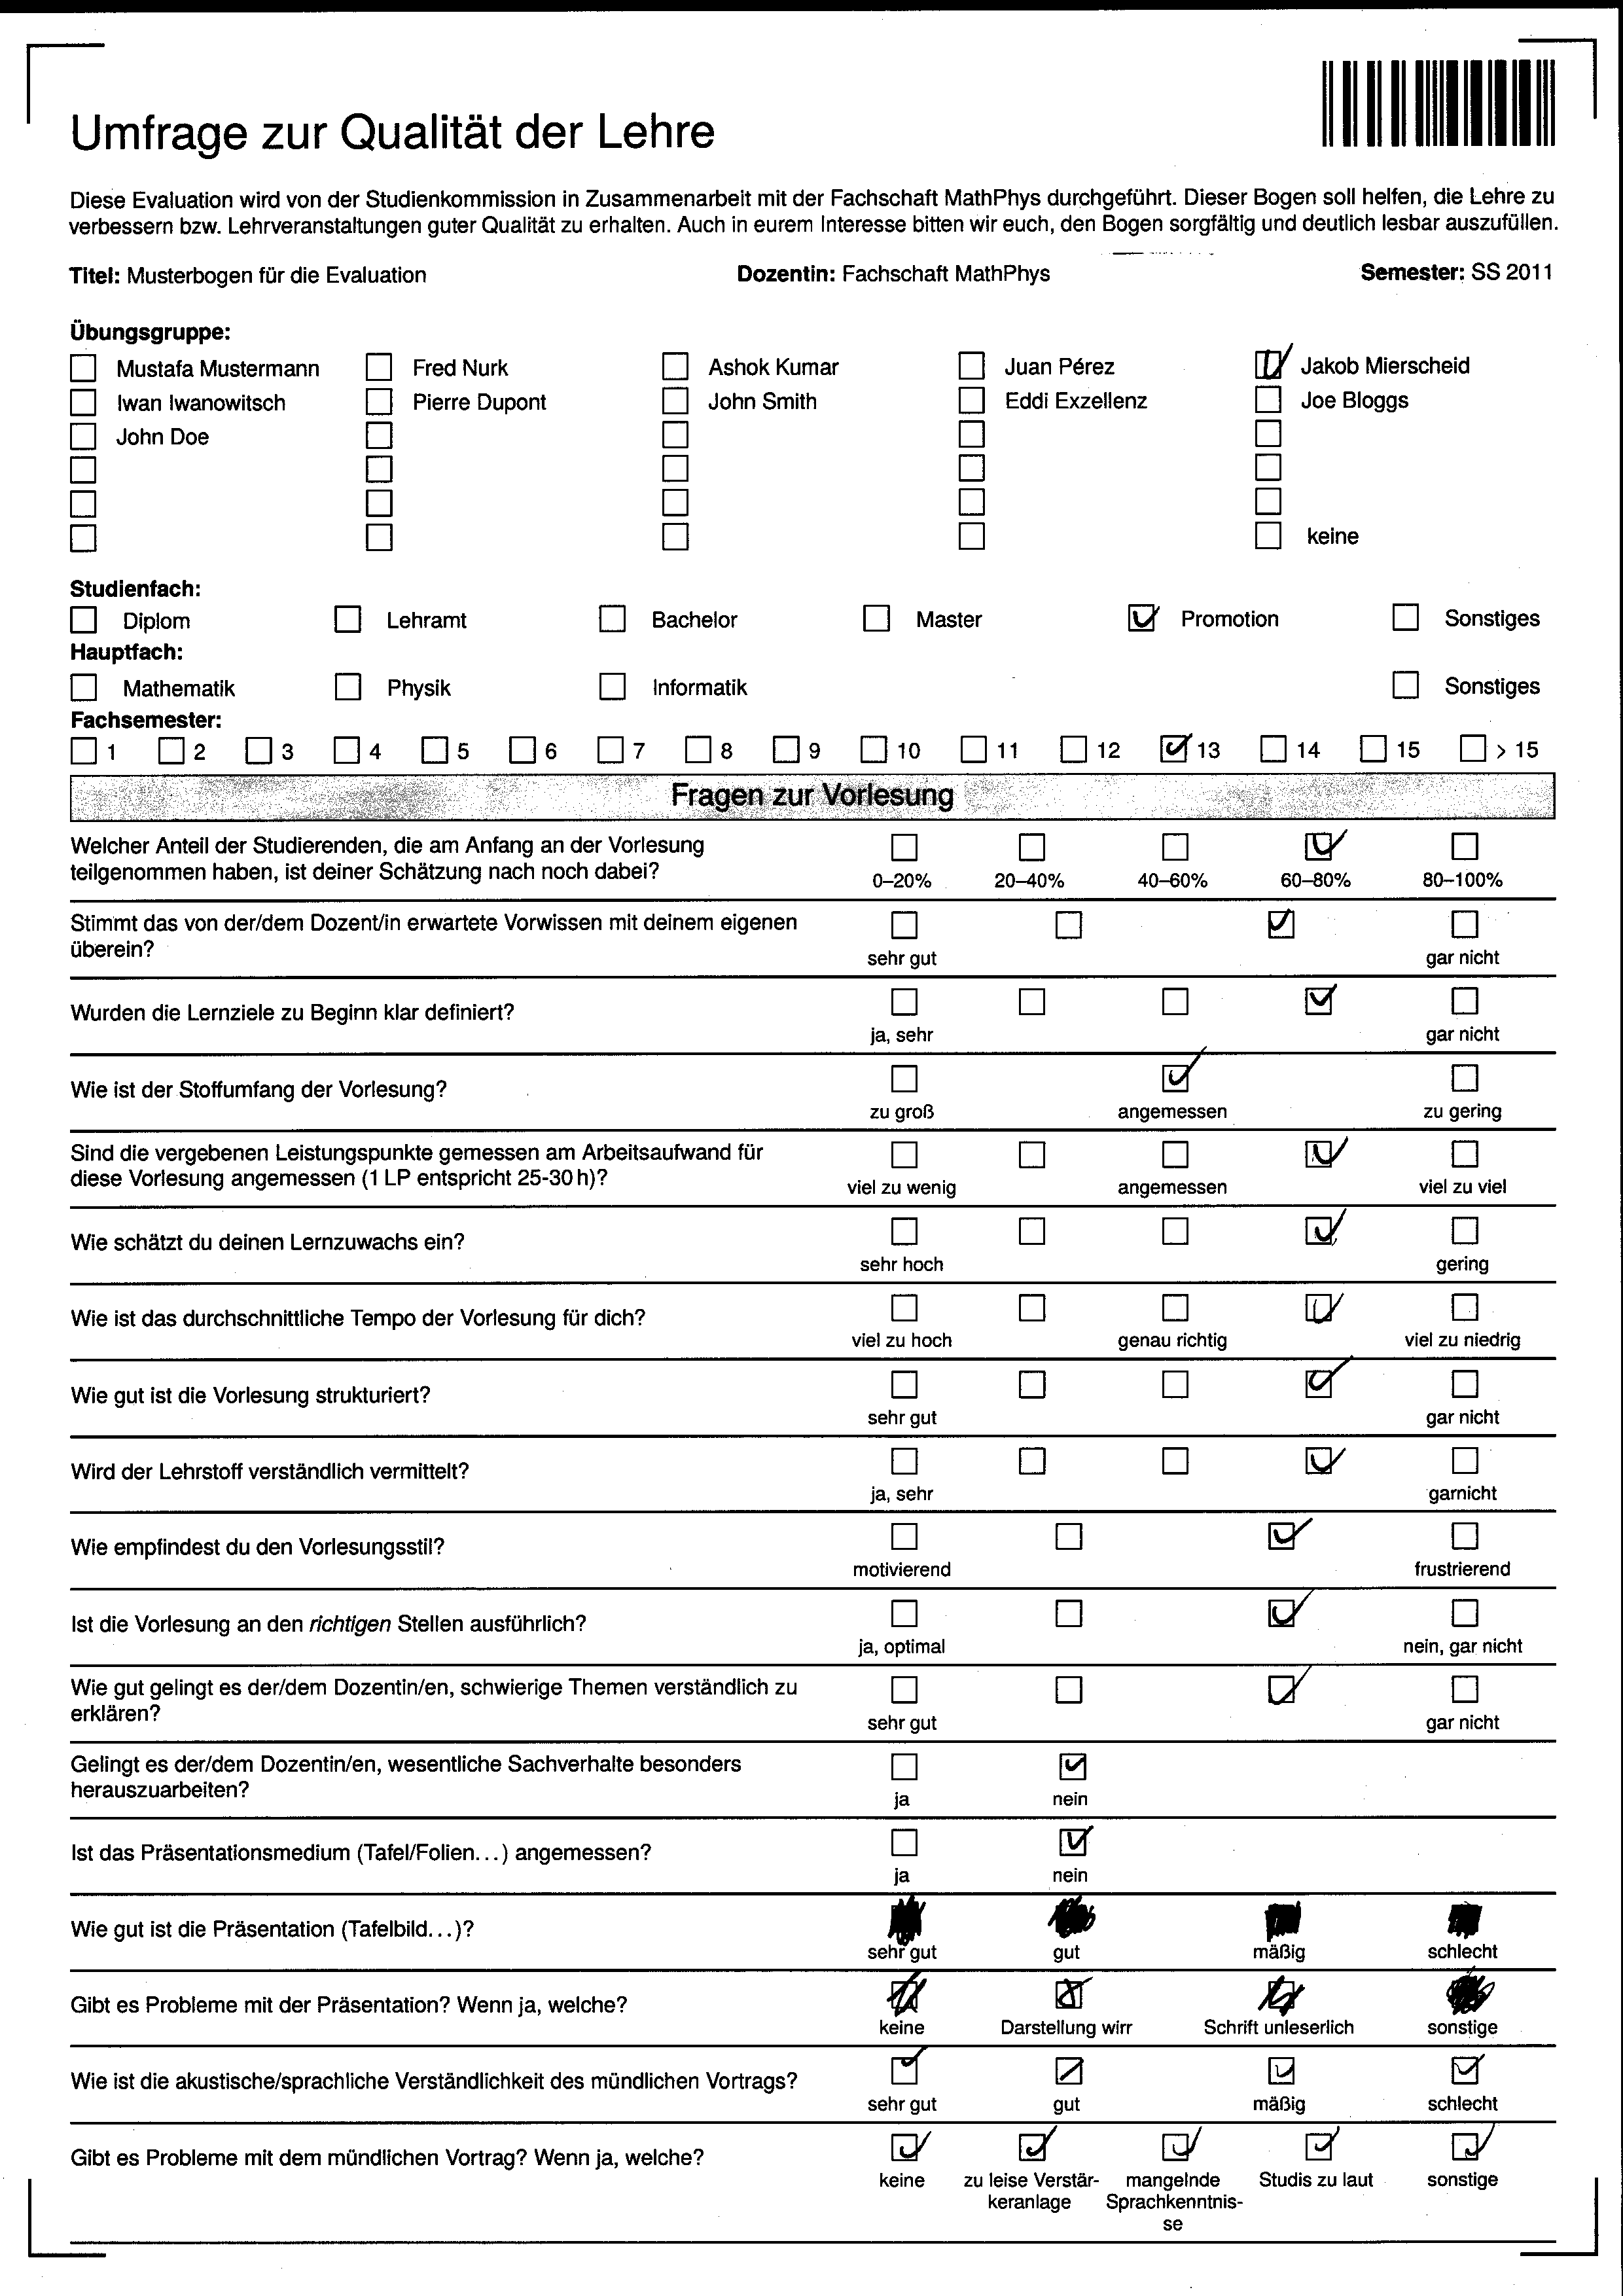 Umfrage zur Qualität der Lehre
Diese Evaluation wird von der Studienkommission in Zusammenarbeit mit der Fachschaft MathPhys durchgeführt. Dieser Bogen soll helfen, die Lehre zu
verbessern bzw. Lehrveranstaltungen guter Qualität zu erhalten. Auch in eurem Interesse bitten wir euch, den Bogen sorgfältig und deutlich lesbar auszufüllen.
Titel: Musterbogen für die Evaluation Dozentin: Fachschaft MathPhys Semester: SS 2011
Übungsgruppe:
Mustafa Mustermann Fred Nurk Ashok Kumar Juan Pérez Jakob Mierscheid
Iwan Iwanowitsch Pierre Dupont John Smith Eddi Exzellenz Joe Bloggs
John Doe
keine
Studienfach:
Diplom Lehramt Bachelor Master Promotion Sonstiges
Hauptfach:
Mathematik Physik Informatik Sonstiges
Fachsemester:
1 2 3 4 5 6 7 8 9 10 11 12 13 14 15 > 15
Fragen zur Vorlesung
Welcher Anteil der Studierenden, die am Anfang an der Vorlesung
teilgenommen haben, ist deiner Schätzung nach noch dabei?
0–20% 20–40% 40–60% 60–80% 80–100%
Stimmt das von der/dem Dozent/in erwartete Vorwissen mit deinem eigenen
überein?
sehr gut gar nicht
Wurden die Lernziele zu Beginn klar definiert?
ja, sehr gar nicht
Wie ist der Stoffumfang der Vorlesung?
zu groß angemessen zu gering
Sind die vergebenen Leistungspunkte gemessen am Arbeitsaufwand für
diese Vorlesung angemessen (1 LP entspricht 25-30 h)?
viel zu wenig angemessen viel zu viel
Wie schätzt du deinen Lernzuwachs ein?
sehr hoch gering
Wie ist das durchschnittliche Tempo der Vorlesung für dich?
viel zu hoch genau richtig viel zu niedrig
Wie gut ist die Vorlesung strukturiert?
sehr gut gar nicht
Wird der Lehrstoff verständlich vermittelt?
ja, sehr garnicht
Wie empfindest du den Vorlesungsstil?
motivierend frustrierend
Ist die Vorlesung an den richtigen Stellen ausführlich?
ja, optimal nein, gar nicht
Wie gut gelingt es der/dem Dozentin/en, schwierige Themen verständlich zu
erklären?
sehr gut gar nicht
Gelingt es der/dem Dozentin/en, wesentliche Sachverhalte besonders
herauszuarbeiten?
ja nein
Ist das Präsentationsmedium (Tafel/Folien...) angemessen?
ja nein
Wie gut ist die Präsentation (Tafelbild...)?
sehr gut gut mäßig schlecht
Gibt es Probleme mit der Präsentation? Wenn ja, welche?
keine Darstellung wirr Schrift unleserlich sonstige
Wie ist die akustische/sprachliche Verständlichkeit des mündlichen Vortrags?
sehr gut gut mäßig schlecht
Gibt es Probleme mit dem mündlichen Vortrag? Wenn ja, welche?
keine zu leise Verstär- mangelnde Studis zu laut sonstige
keranlage Sprachkenntnis-
se